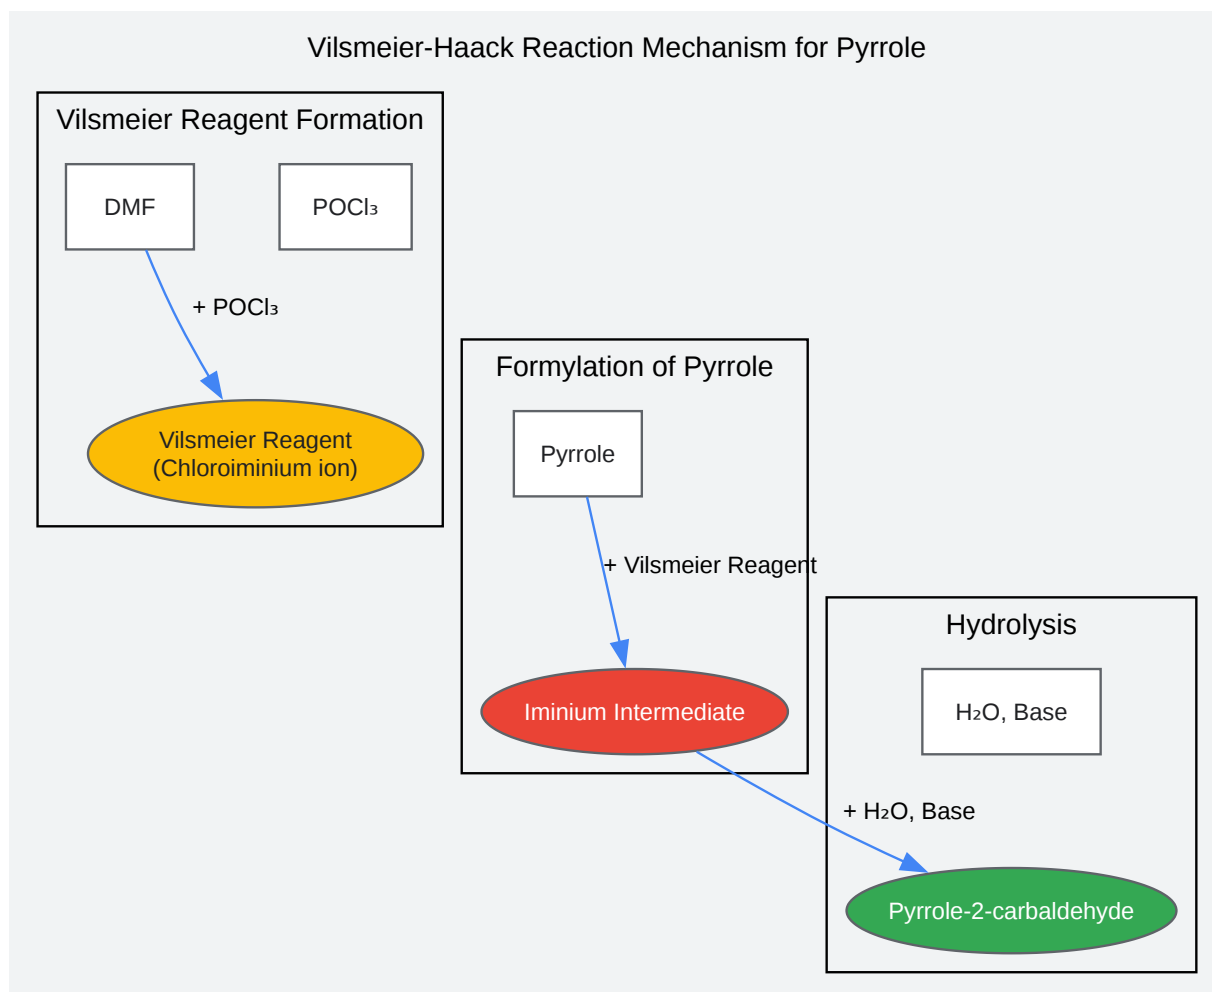 Vilsmeier-Haack Reaction Mechanism for Pyrrole
Vilsmeier Reagent Formation
DMF
POCl₃
+ POCl₃
Vilsmeier Reagent
(Chloroiminium ion)
Formylation of Pyrrole
Pyrrole
+ Vilsmeier Reagent
Iminium Intermediate
Hydrolysis
H₂O, Base
+ H₂O, Base
Pyrrole-2-carbaldehyde